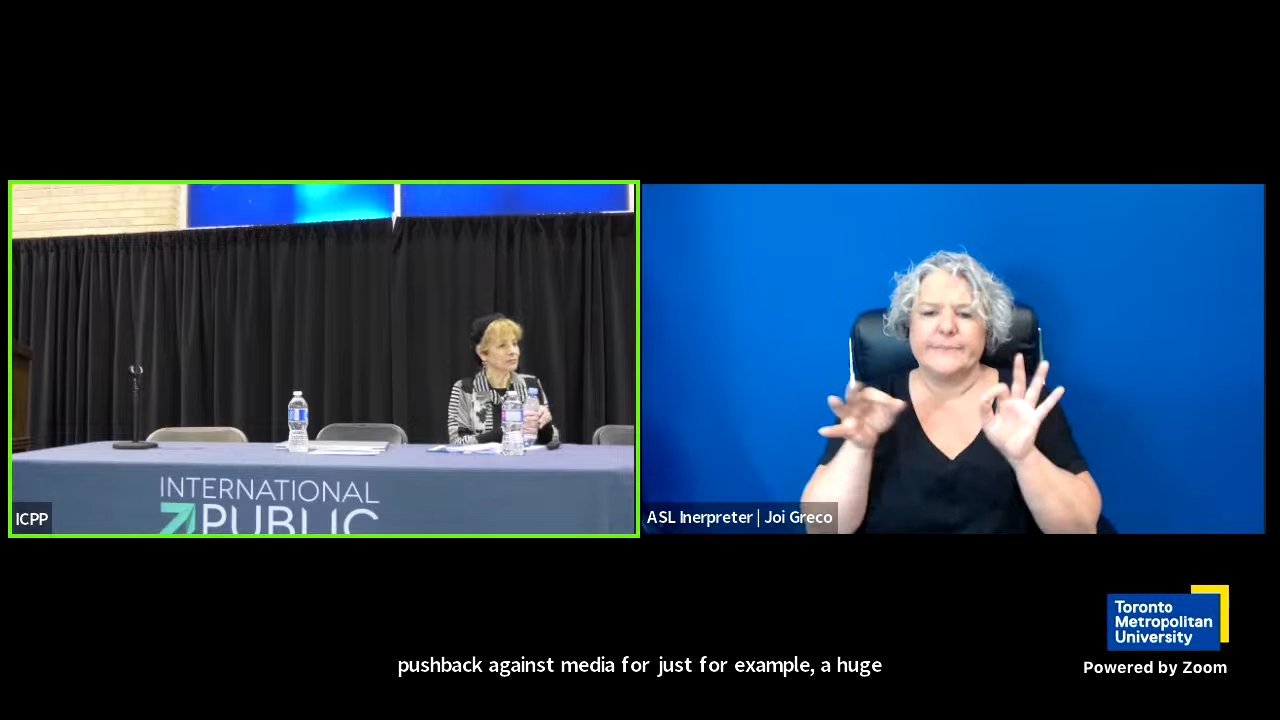 INTERNATIONAL
PUBLIC
ICPP
ASL Inerpreter | Joi Greco
Toronto
Metropolitan
University
Powered by Zoom
pushback against media for just for example, a huge